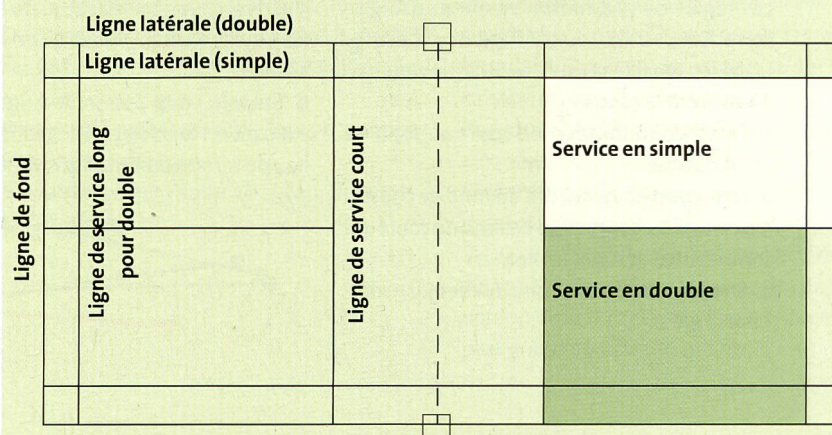 Ligne latérale (double)
Ligne latérale (simple)
Ligne de fond
Ligne de service long
pour double
Ligne de service court
Service en simple
Service en double